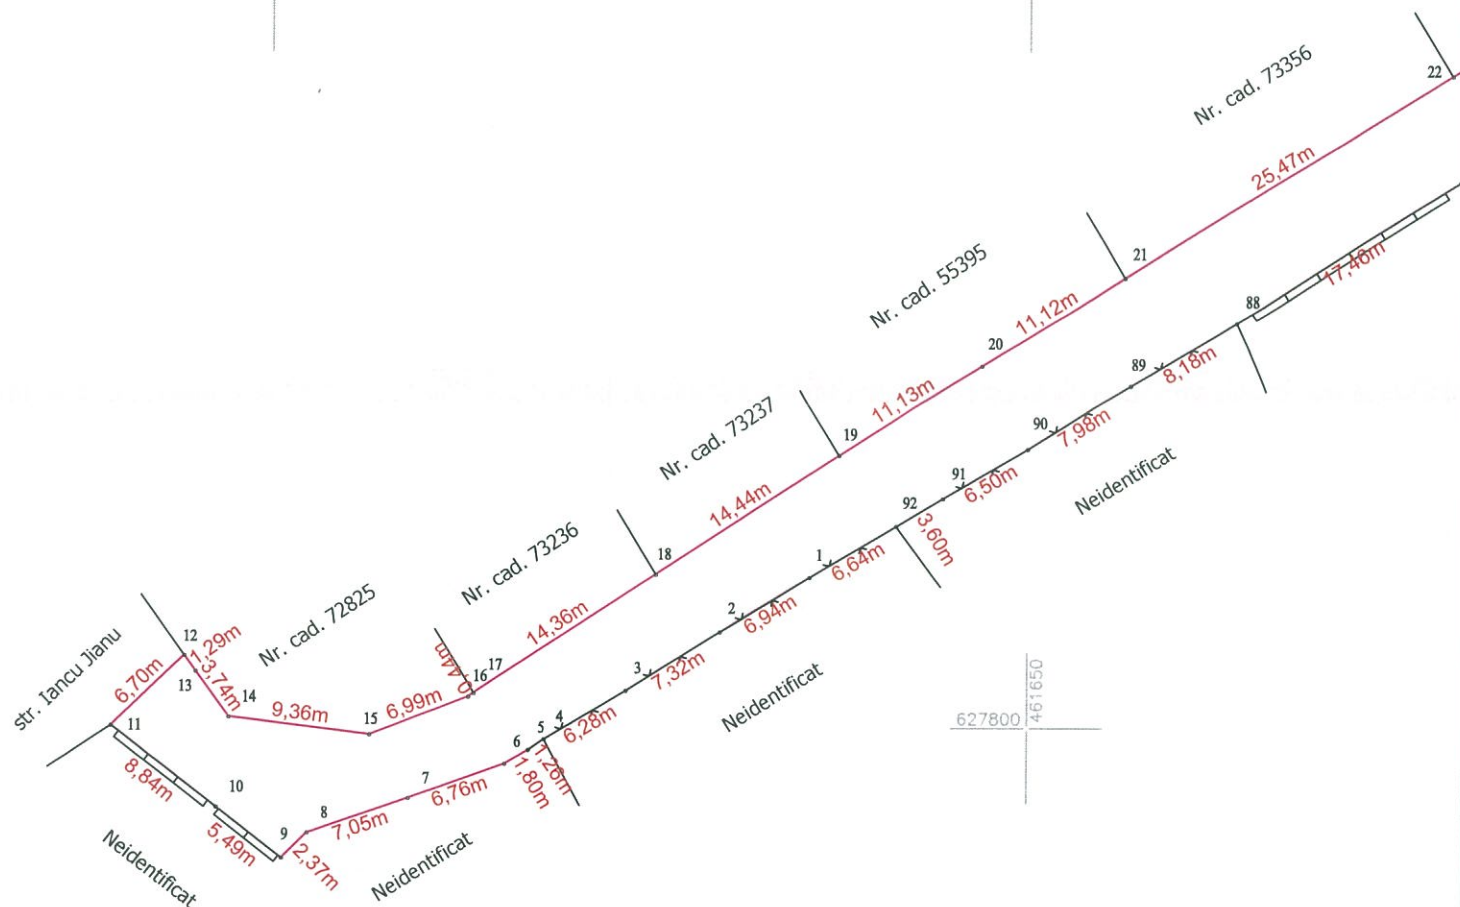 22
Nr. cad. 73356
25,47m
21
Nr. cad. 55395
11,12m
17,46m
88
20
89
8,18m
11,13m
90
7,98m
19
Nr. cad. 73237
91
6,50m
Neidentificat
14,44m
92
3,60m
18
1
6,64m
Nr. cad. 73236
2
6,94m
14,36m
Nr. cad. 72825
3
7,32m
Neidentificat
12
1,29m
str. Iancu Jianu
6,70m
13
3,74m
14
9,36m
15
6,99m
16
17
0,44m
4
6,28m
5
1,26m
6
1,80m
627800
461650
11
8,84m
10
7
6,76m
8
7,05m
9
5,49m
2,37m
Neidentificat
Neidentificat